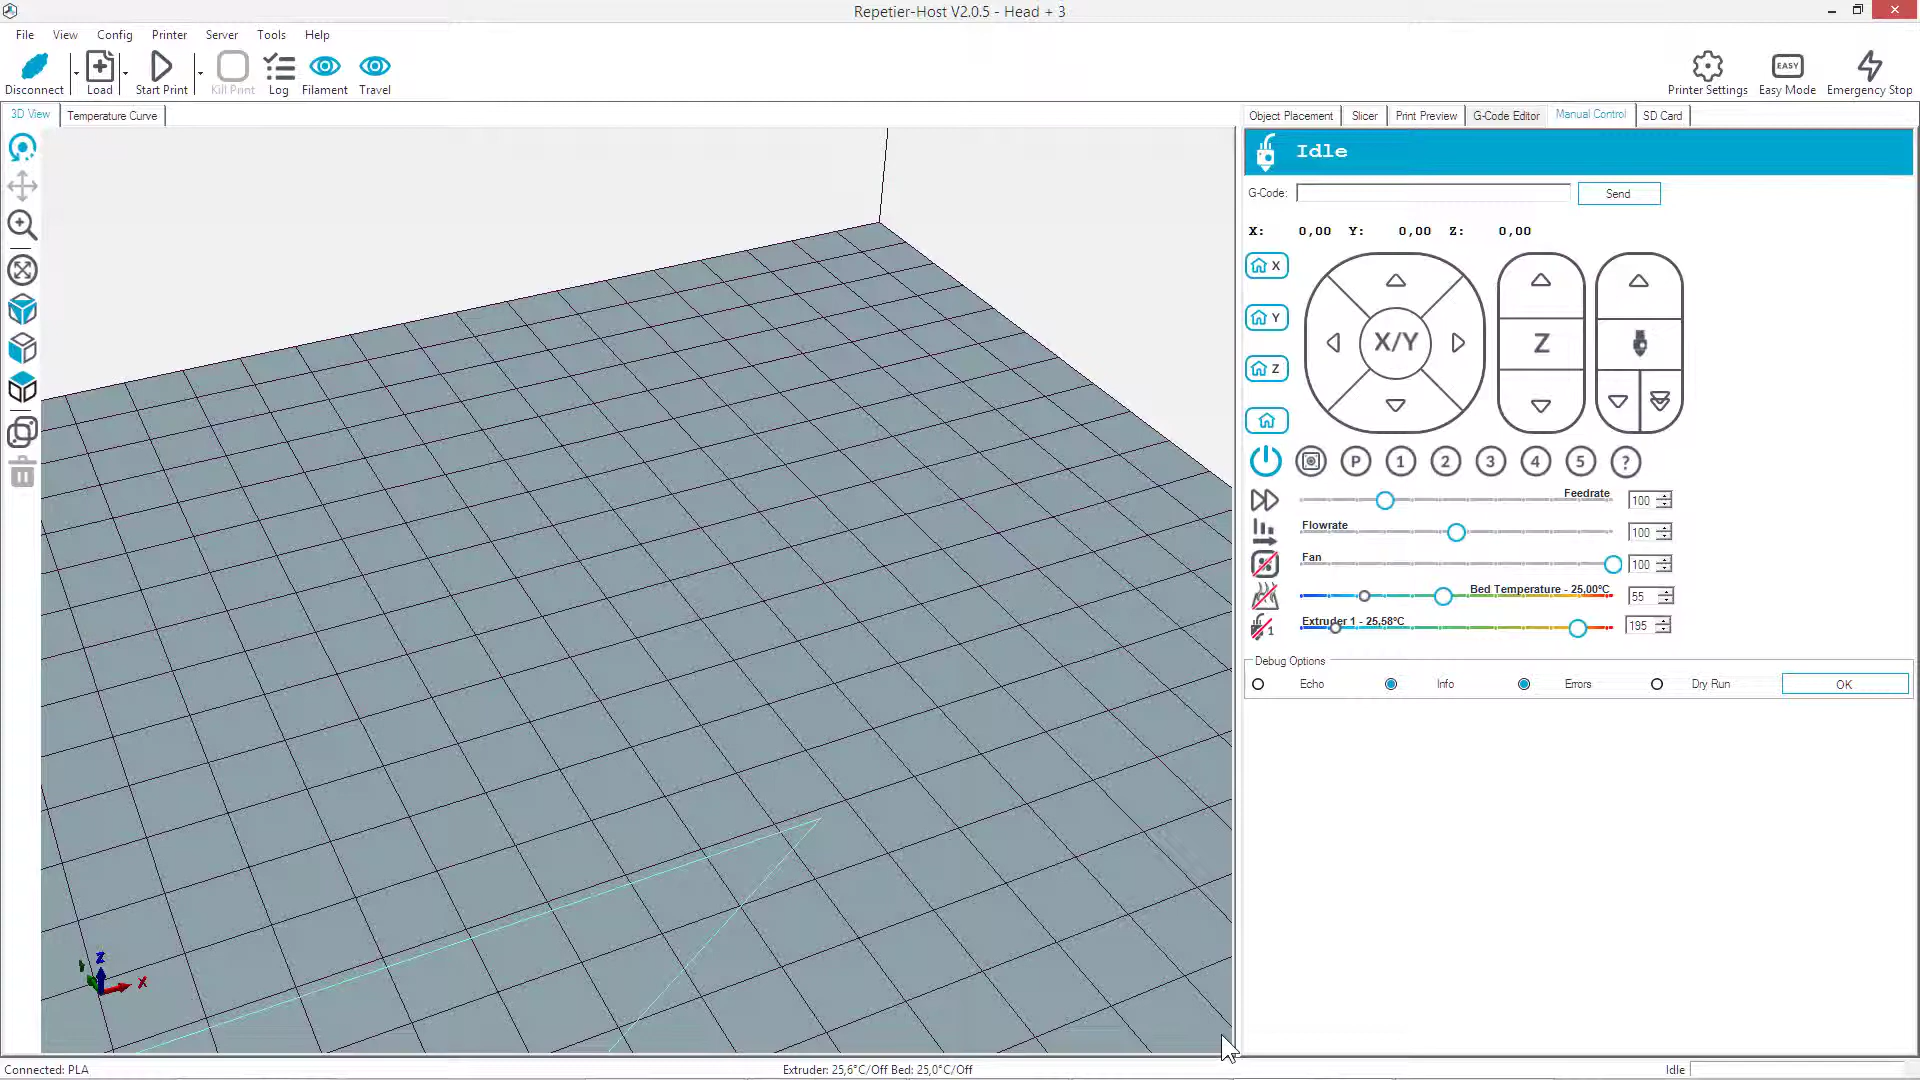 Repetier-Host V2.0.5 - Head + 3
File View Config Printer Server Tools Help
Disconnect Load Start Print Kill Print Log Filament Travel
EASY
Printer Settings Easy Mode Emergency Stop
3D View Temperature Curve
Object Placement Slicer Print Preview G-Code Editor Manual Control SD Card
Idle
G-Code: Send
X: 0,00 Y: 0,00 Z: 0,00
X
Y
Z
X/Y Z
P 1 2 3 4 5 ?
Feedrate 100
Flowrate 100
Fan 100
Bed Temperature - 25,00°C 55
1 Extruder 1 - 25,58°C 195
Debug Options
Echo Info Errors Dry Run OK
Z
Y
X
Connected: PLA Extruder: 25,6°C/Off Bed: 25,0°C/Off Idle